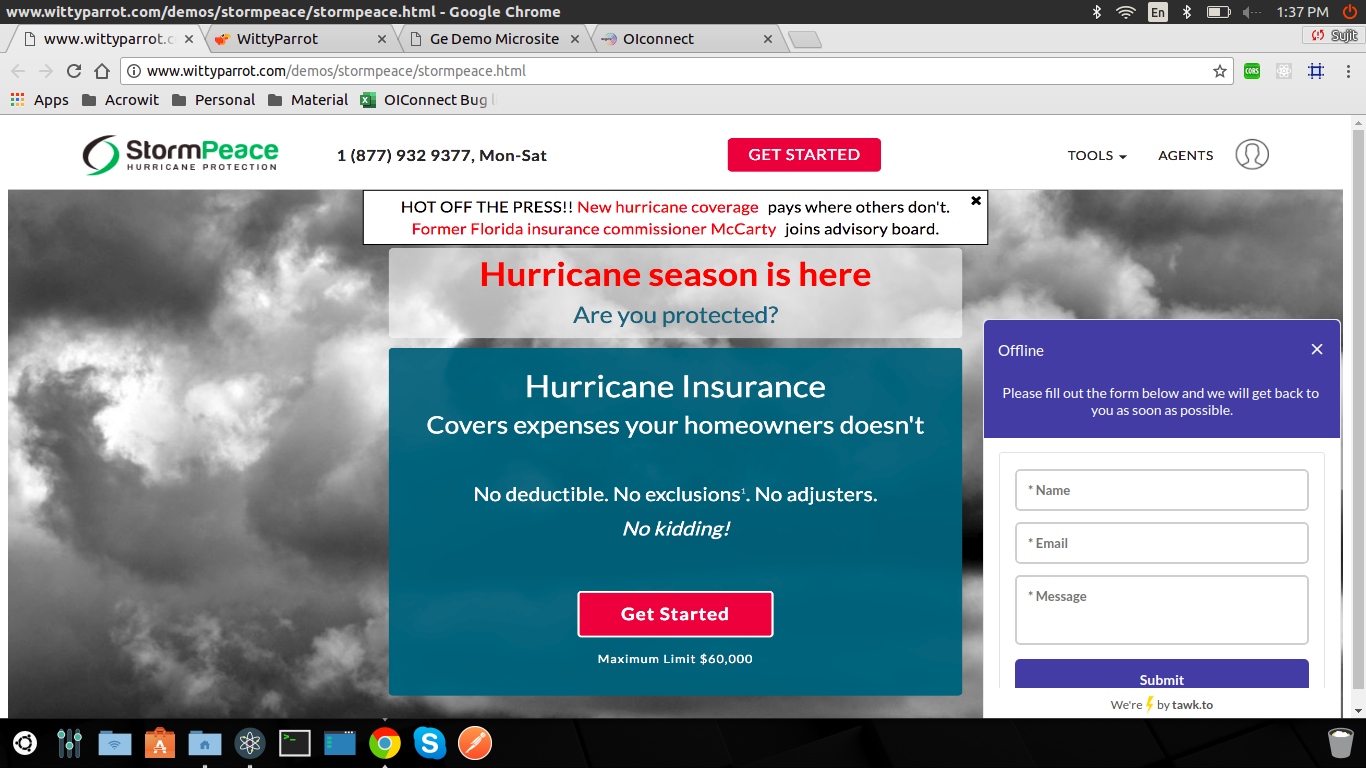 www.wittyparrot.com/demos/stormpeace/stormpeace.html - Google Chrome
En
1:37 PM
www.wittyparrot.c
WittyParrot
Ge Demo Microsite
OIconnect
Sujit
www.wittyparrot.com/demos/stormpeace/stormpeace.html
CORS
Apps
Acrowit
Personal
Material
OIConnect Bug l
StormPeace
HURRICANE PROTECTION
1 (877) 932 9377, Mon-Sat
GET STARTED
TOOLS
AGENTS
HOT OFF THE PRESS!! New hurricane coverage pays where others don't.
Former Florida insurance commissioner McCarty joins advisory board.
Hurricane season is here
Are you protected?
Hurricane Insurance
Covers expenses your homeowners doesn't
No deductible. No exclusions¹. No adjusters.
No kidding!
Get Started
Maximum Limit $60,000
Offline
Please fill out the form below and we will get back to
you as soon as possible.
* Name
* Email
* Message
Submit
We're by tawk.to